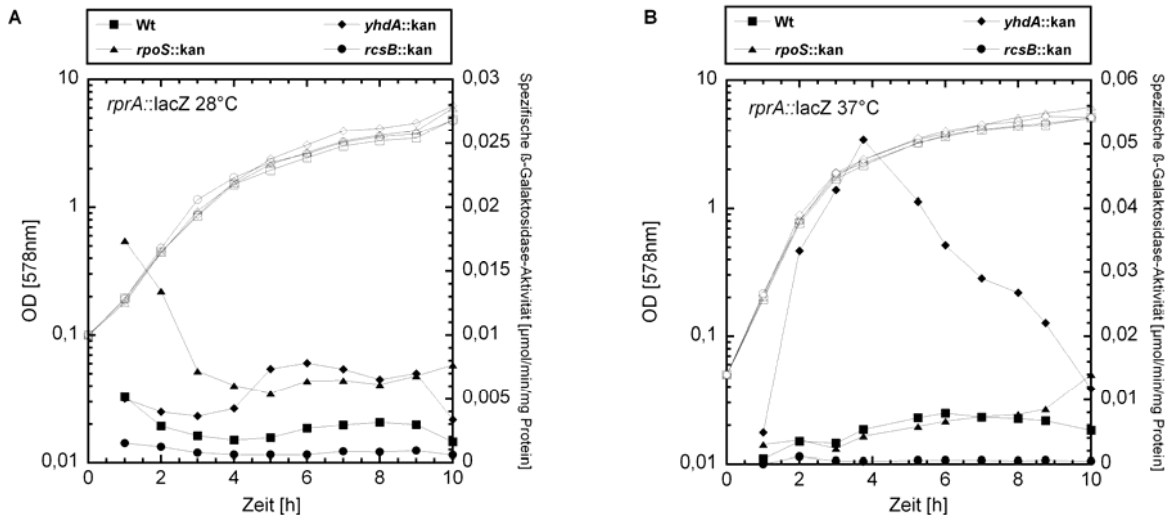 A
Wt
yhdA::kan
rpoS::kan
rcsB::kan
rprA::lacZ 28°C
OD [578nm]
10
1
0.1
0,01
0
2
4
6
8
10
Zeit [h]
0,03
0,025
0,02
0,015
0,01
0,005
0
Spezifische ß-Galaktosidase-Aktivität [µmol/min/mg Protein]
B
Wt
yhdA::kan
rpoS::kan
rcsB::kan
rprA::lacZ 37°C
OD [578nm]
10
1
0,1
0,01
0
2
4
6
8
10
Zeit [h]
0,06
0,05
0,04
0,03
0,02
0,01
0
Spezifische ß-Galaktosidase-Aktivität [µmol/min/mg Protein]